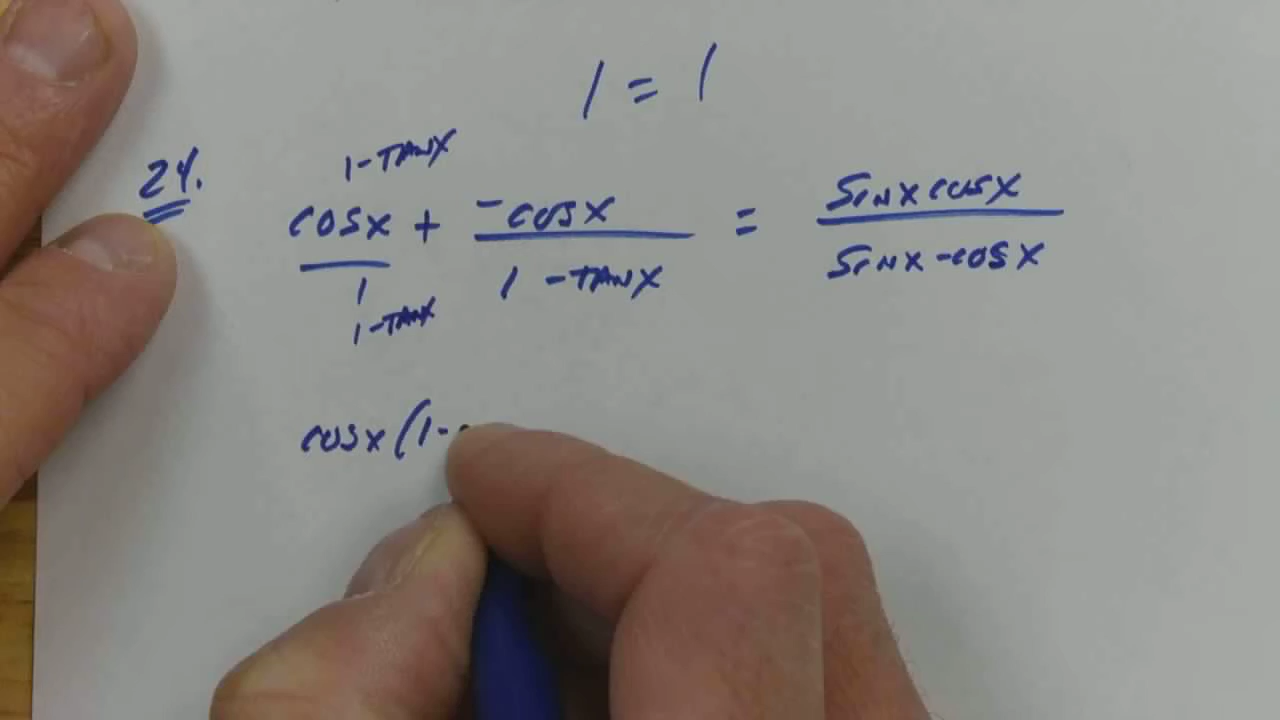 1 = 1
24.
1-TANX
COSX + -COSX = SINXCOSX
1 1 -TANX SINX-COSX
1-TANX
COSX(1-